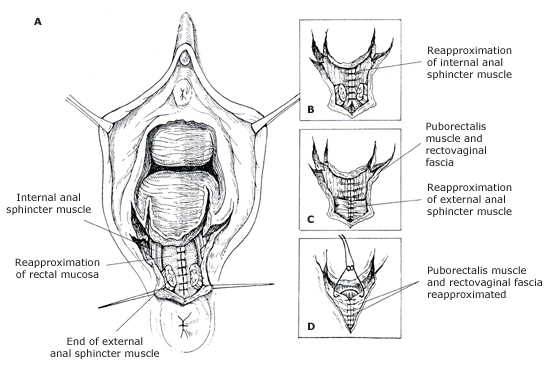 A
Internal anal
sphincter muscle
Reapproximation
of rectal mucosa
End of external
anal sphincter muscle
B
Reapproximation
of internal anal
sphincter muscle
C
Puborectalis
muscle and
rectovaginal
fascia
Reapproximation
of external anal
sphincter muscle
D
Puborectalis muscle
and rectovaginal fascia
reapproximated